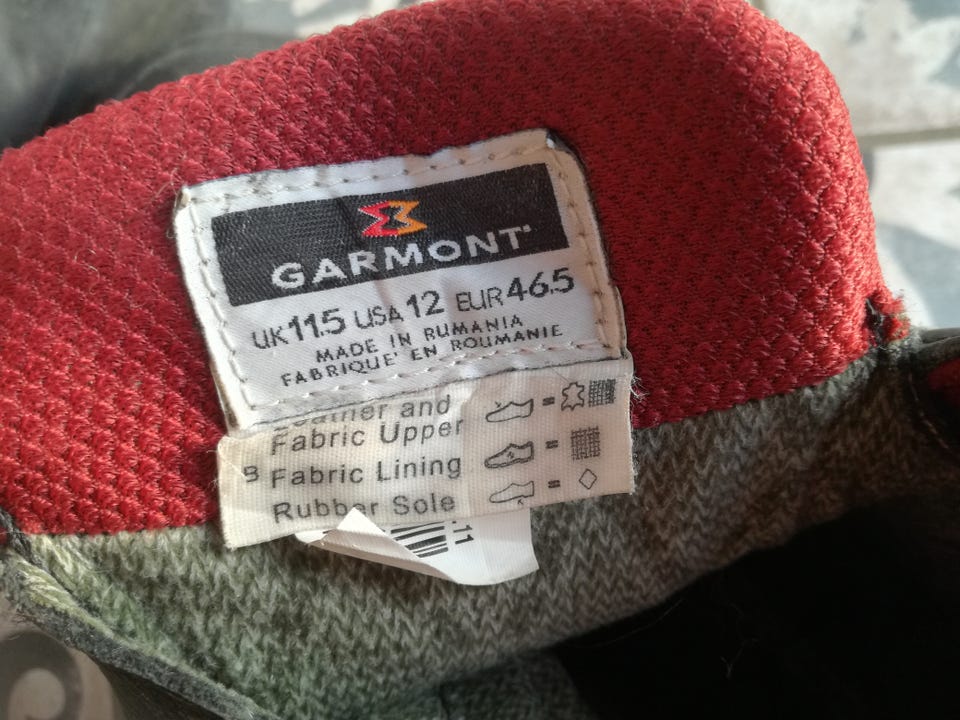 GARMONT
UK 11.5 USA 12 EUR 46.5
MADE IN RUMANIA
FABRIQUE' EN ROUMANIE
Leather and
Fabric Upper
B Fabric Lining
Rubber Sole
11